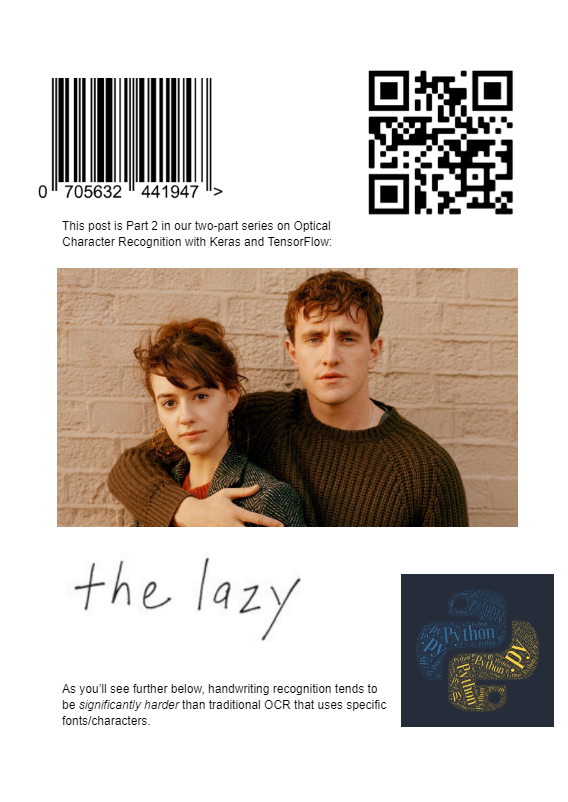 0 705632 441947 >
This post is Part 2 in our two-part series on Optical
Character Recognition with Keras and TensorFlow:
the lazy
Python
.py
Python
Python
As you'll see further below, handwriting recognition tends to
be significantly harder than traditional OCR that uses specific
fonts/characters.